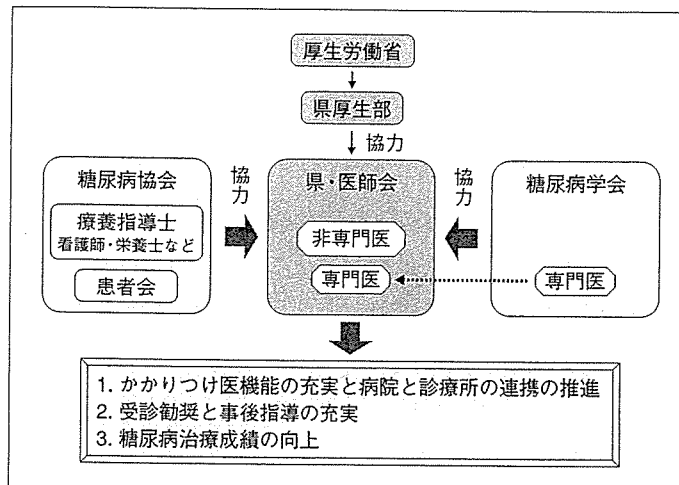 厚生労働省
県厚生部
協力
糖尿病協会
療養指導士
看護師・栄養士など
患者会
協力
県・医師会
非専門医
専門医
協力
糖尿病学会
専門医
1. かかりつけ医機能の充実と病院と診療所の連携の推進
2. 受診勧奨と事後指導の充実
3. 糖尿病治療成績の向上